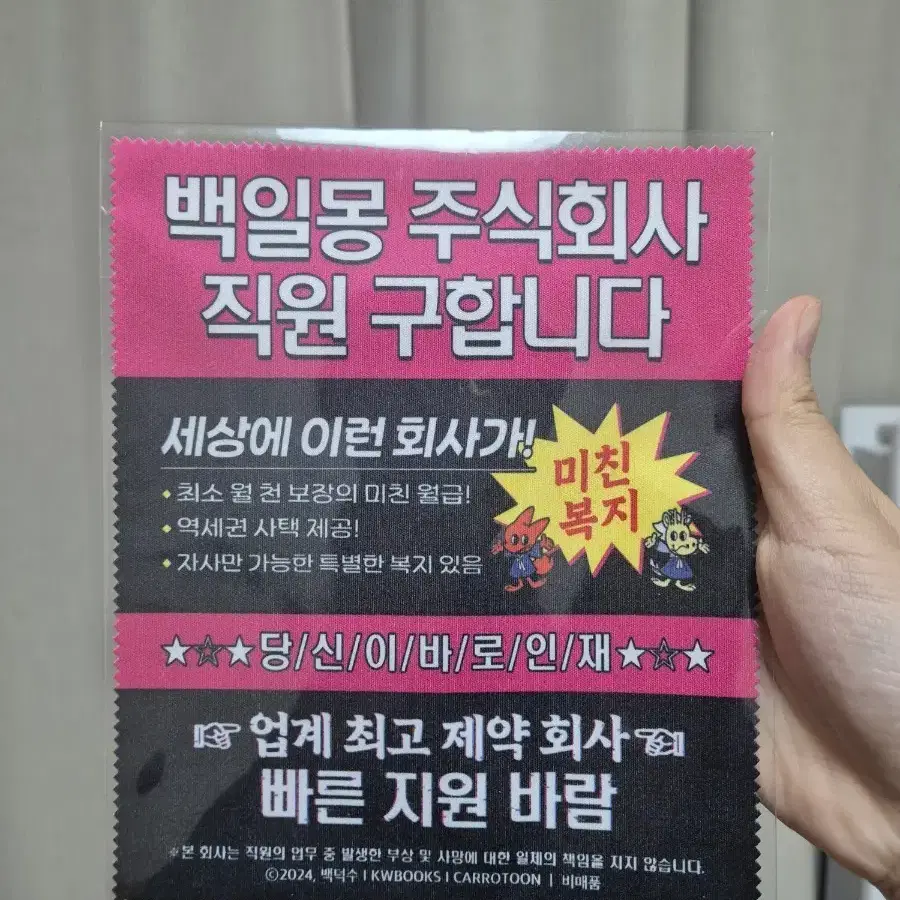 백일몽 주식회사
직원 구합니다
세상에 이런 회사가!
• 최소 월 천 보장의 미친 월급!
• 역세권 사택 제공!
• 자사만 가능한 특별한 복지 있음
미친
복지
★☆★당/신/이/바/로/인/재★☆★
☞ 업계 최고 제약 회사 ☜
빠른 지원 바람
※본 회사는 직원의 업무 중 발생한 부상 및 사망에 대한 일체의 책임을 지지 않습니다.
©2024, 백덕수 I KWBOOKS I CARROTOON | 비매품